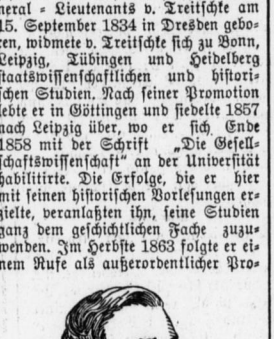 neral - Lieutenants v. Treitschke am
15. September 1834 in Dresden gebo-
ren, widmete v. Treitschke sich zu Bonn,
Leipzig, Tübingen und Heidelberg
staatswissenschaftlichen und histori-
schen Studien. Nach seiner Promotion
lebte er in Göttingen und siedelte 1857
nach Leipzig über, wo er sich Ende
1858 mit der Schrift „Die Gesell-
schaftswissenschaft“ an der Universität
habilitirte. Die Erfolge, die er hier
mit seinen historischen Vorlesungen er-
zielte, veranlaßten ihn, seine Studien
ganz dem geschichtlichen Fache zuzu-
wenden. Im Herbste 1863 folgte er ei-
nem Rufe als außerordentlicher Pro-